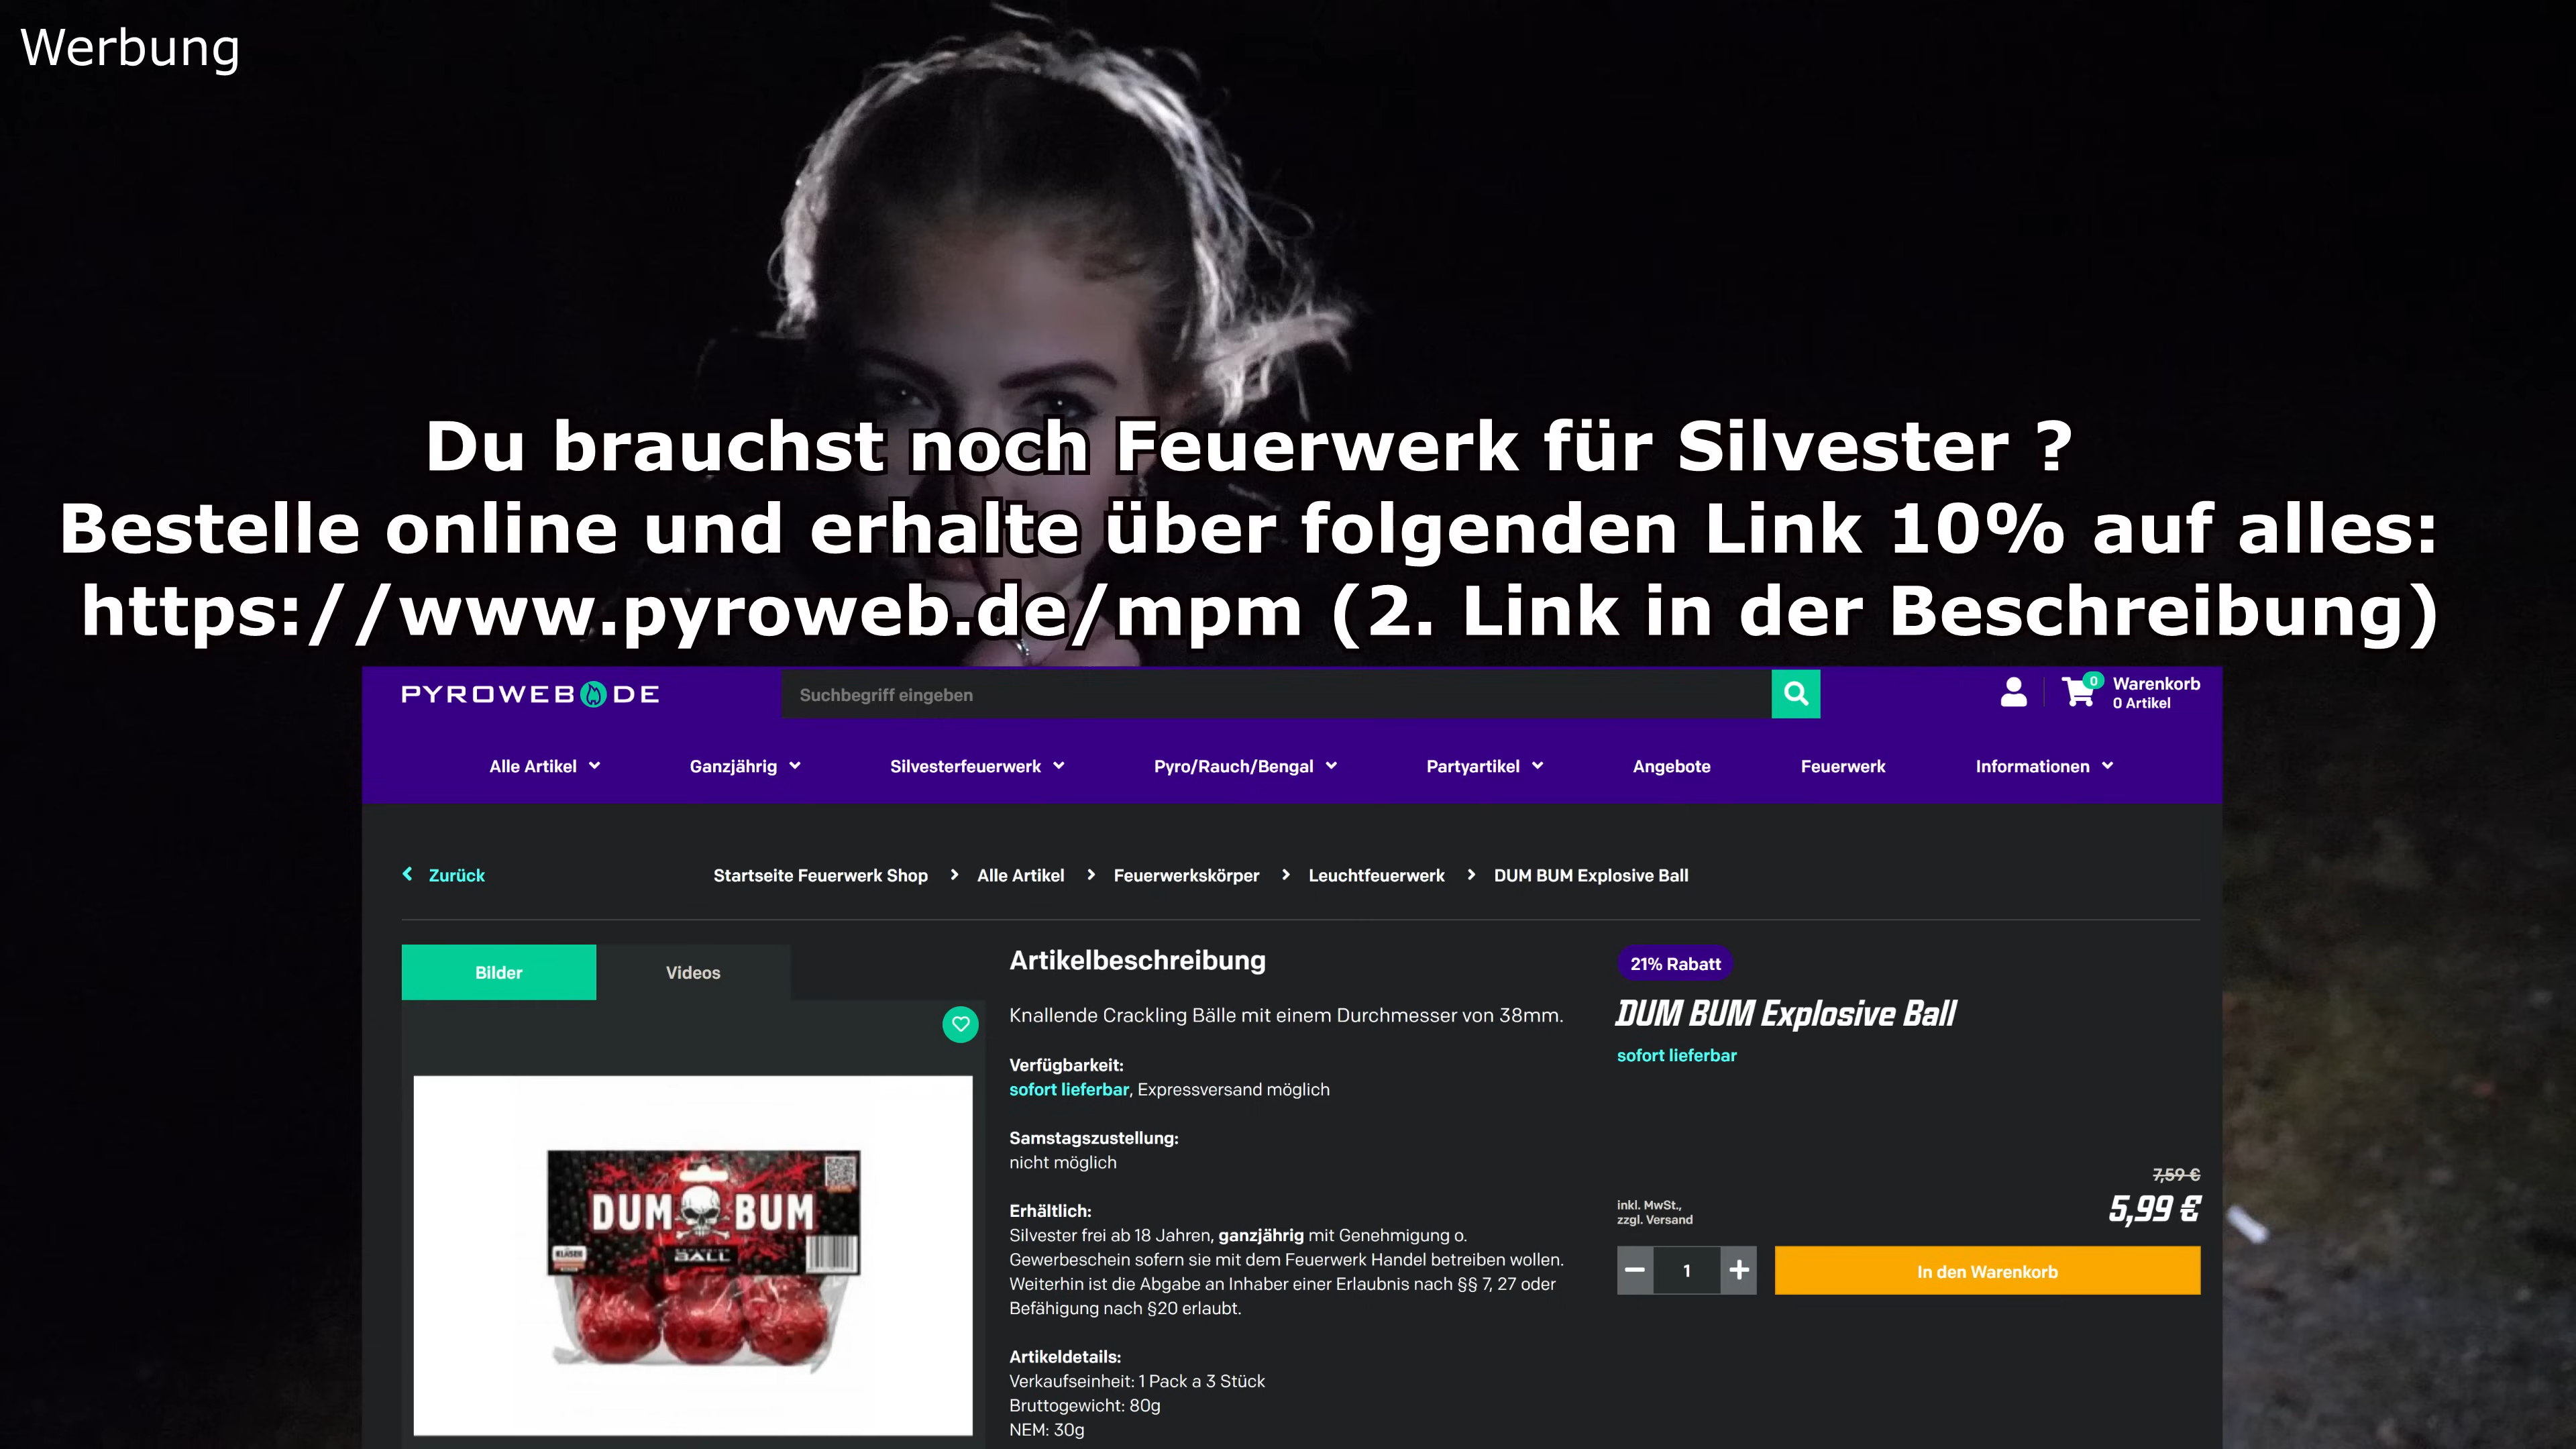 Werbung
Du brauchst noch Feuerwerk für Silvester ?
Bestelle online und erhalte über folgenden Link 10% auf alles:
https://www.pyroweb.de/mpm (2. Link in der Beschreibung)
PYROWEB DE
Suchbegriff eingeben
0
Warenkorb
0 Artikel
Alle Artikel
Ganzjährig
Silvesterfeuerwerk
Pyro/Rauch/Bengal
Partyartikel
Angebote
Feuerwerk
Informationen
Zurück
Startseite Feuerwerk Shop > Alle Artikel > Feuerwerkskörper > Leuchtfeuerwerk > DUM BUM Explosive Ball
Bilder
Videos
DUM BUM
BALL
KLASEK
Artikelbeschreibung
Knallende Crackling Bälle mit einem Durchmesser von 38mm.
Verfügbarkeit:
sofort lieferbar, Expressversand möglich
Samstagszustellung:
nicht möglich
Erhältlich:
Silvester frei ab 18 Jahren, ganzjährig mit Genehmigung o.
Gewerbeschein sofern sie mit dem Feuerwerk Handel betreiben wollen.
Weiterhin ist die Abgabe an Inhaber einer Erlaubnis nach §§ 7, 27 oder
Befähigung nach §20 erlaubt.
Artikeldetails:
Verkaufseinheit: 1 Pack a 3 Stück
Bruttogewicht: 80g
NEM: 30g
21% Rabatt
DUM BUM Explosive Ball
sofort lieferbar
7,59 €
5,99 €
inkl. MwSt.,
zzgl. Versand
1
In den Warenkorb